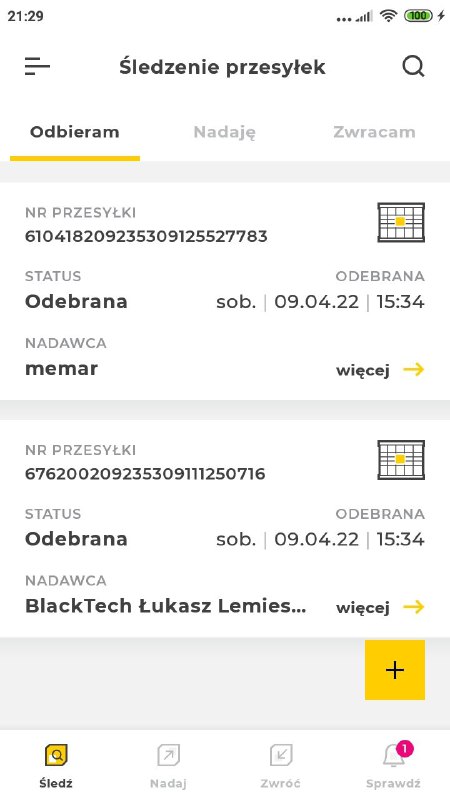 21:29
100
Śledzenie przesyłek
Odbieram
Nadaję
Zwracam
NR PRZESYŁKI
610418209235309125527783
STATUS
ODEBRANA
Odebrana
sob. | 09.04.22 | 15:34
NADAWCA
memar
więcej
NR PRZESYŁKI
676200209235309111250716
STATUS
ODEBRANA
Odebrana
sob. | 09.04.22 | 15:34
NADAWCA
BlackTech Łukasz Lemies...
więcej
+
1
Śledź
Nadaj
Zwróć
Sprawdź